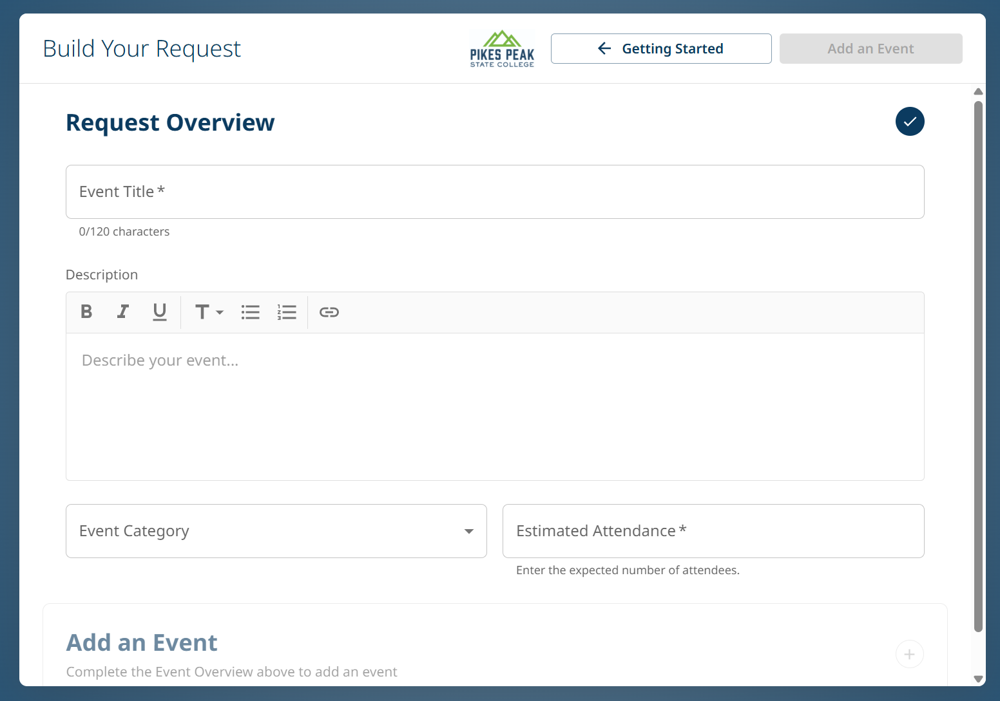 Build Your Request
PIKES PEAK
STATE COLLEGE
Getting Started
Add an Event
Request Overview
Event Title *
0/120 characters
Description
Describe your event...
Event Category
Estimated Attendance *
Enter the expected number of attendees.
Add an Event
Complete the Event Overview above to add an event